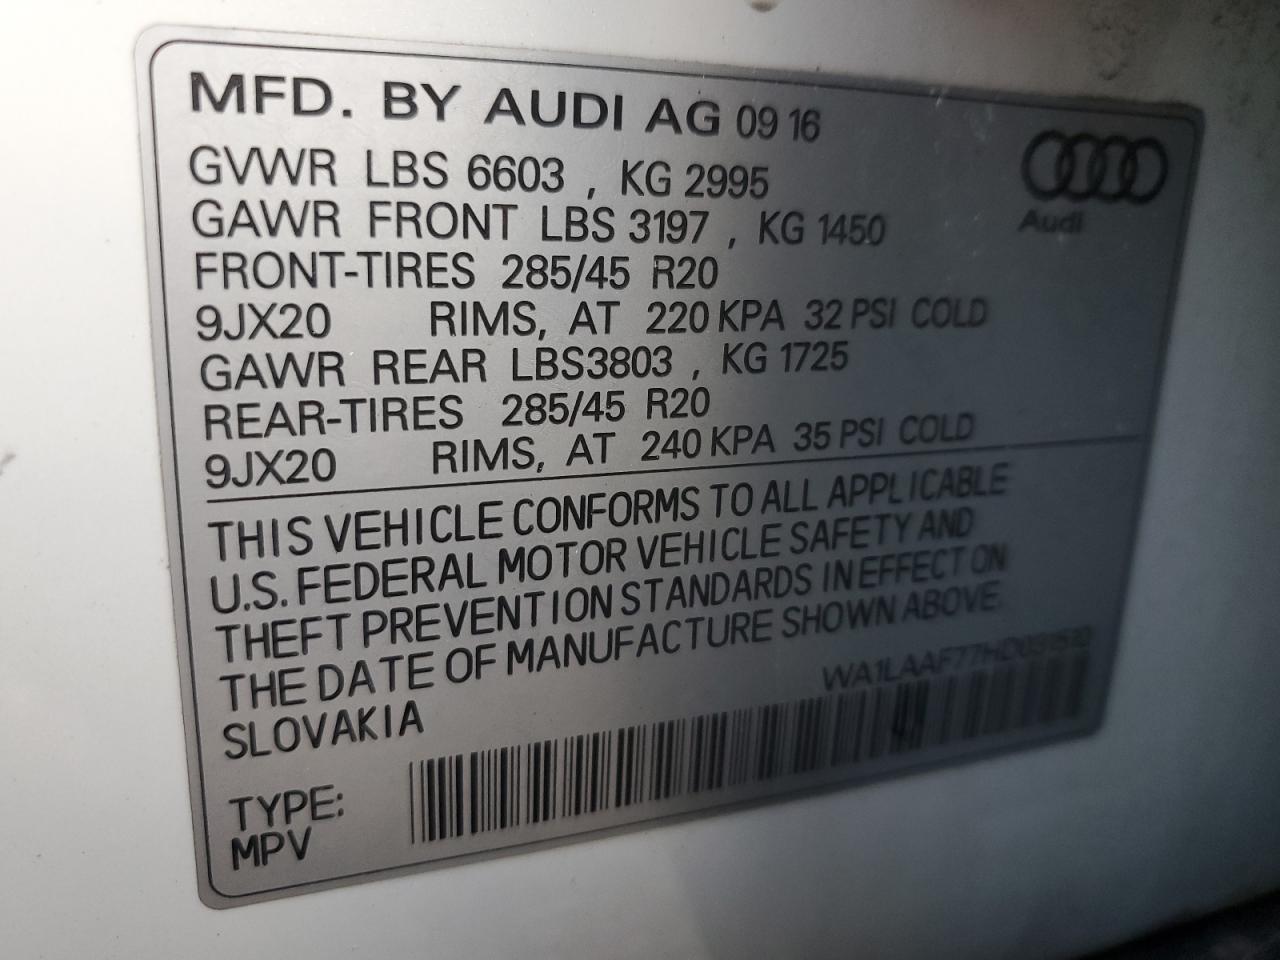 MFD. BY AUDI AG 09 16
GVWR LBS 6603 , KG 2995
GAWR FRONT LBS 3197 , KG 1450
Audi
FRONT-TIRES 285/45 R20
9JX20 RIMS, AT 220 KPA 32 PSI COLD
GAWR REAR LBS3803 , KG 1725
REAR-TIRES 285/45 R20
9JX20 RIMS, AT 240 KPA 35 PSI COLD
THIS VEHICLE CONFORMS TO ALL APPLICABLE
U.S. FEDERAL MOTOR VEHICLE SAFETY AND
THEFT PREVENTION STANDARDS IN EFFECT ON
THE DATE OF MANUFACTURE SHOWN ABOVE.
SLOVAKIA
TYPE:
MPV